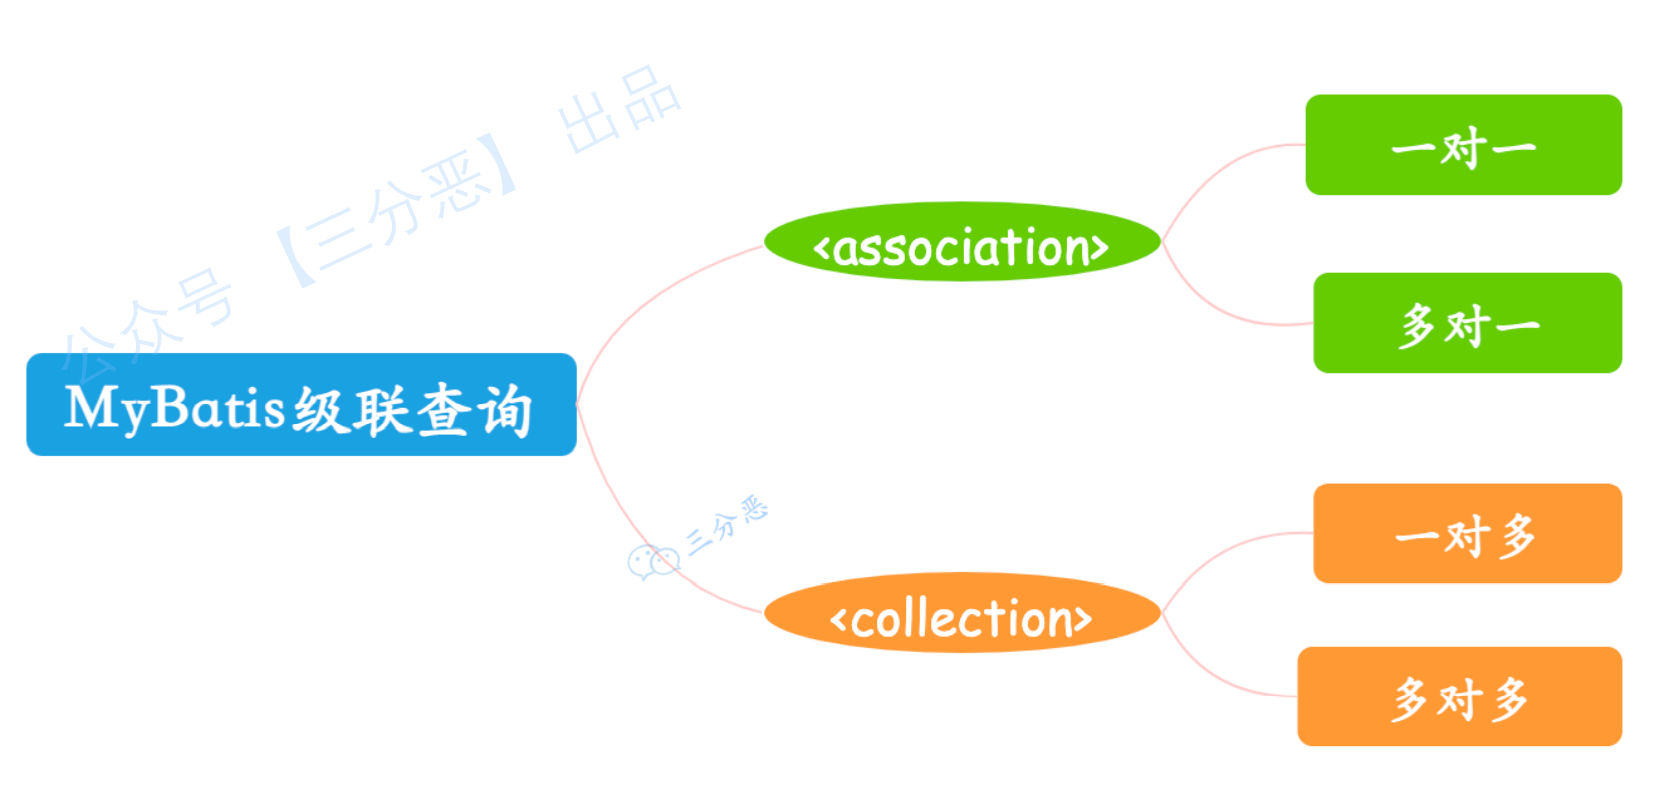 公众号【三分恶】 出品
一对一
<association>
多对一
MyBatis级联查询
三分恶
一对多
<collection>
多对多